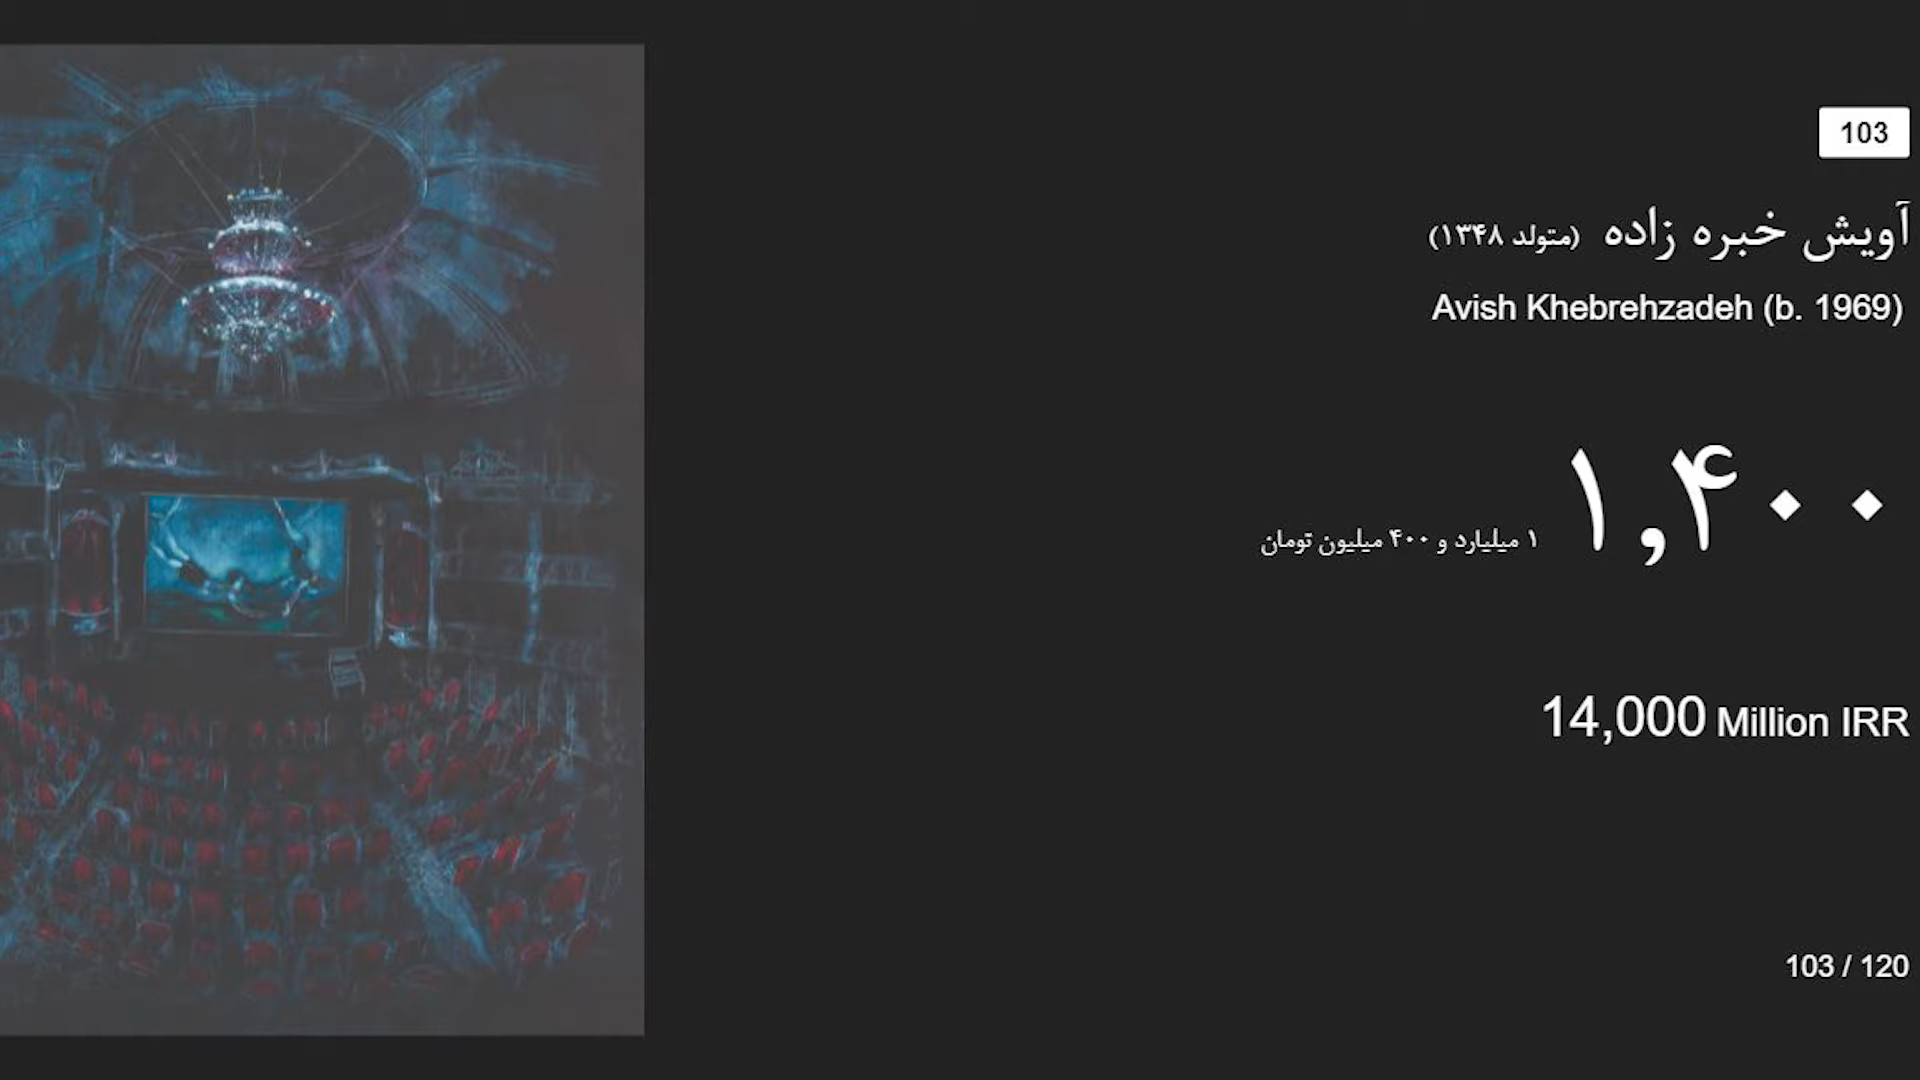 103
آویش خبره زاده (متولد ۱۳۴۸)
Avish Khebrehzadeh (b. 1969)
۱,۴۰۰
۱ میلیارد و ۴۰۰ میلیون تومان
14,000 Million IRR
103 / 120